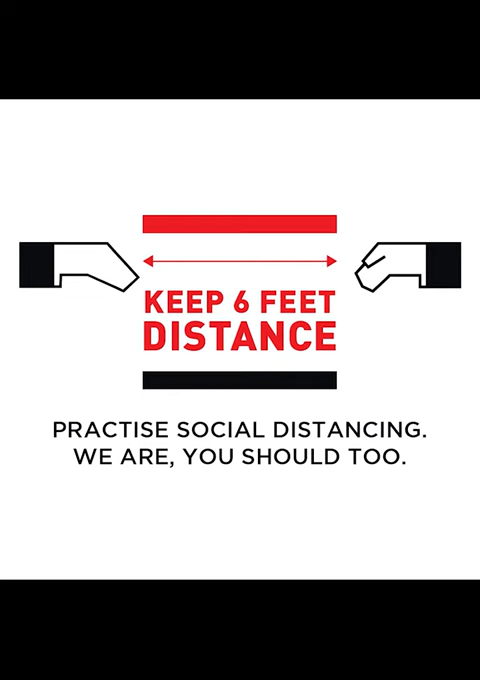 KEEP 6 FEET
DISTANCE
PRACTISE SOCIAL DISTANCING.
WE ARE, YOU SHOULD TOO.